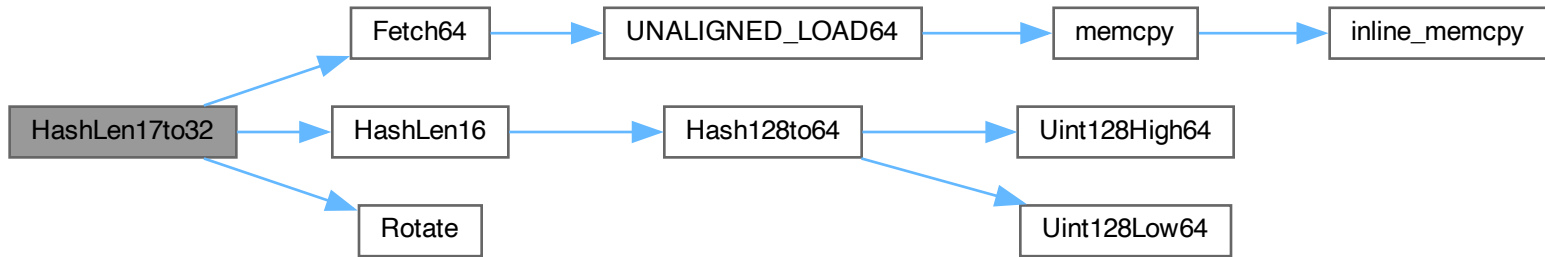 Fetch64
UNALIGNED_LOAD64
memcpy
inline_memcpy
HashLen17to32
HashLen16
Hash128to64
Uint128High64
Rotate
Uint128Low64